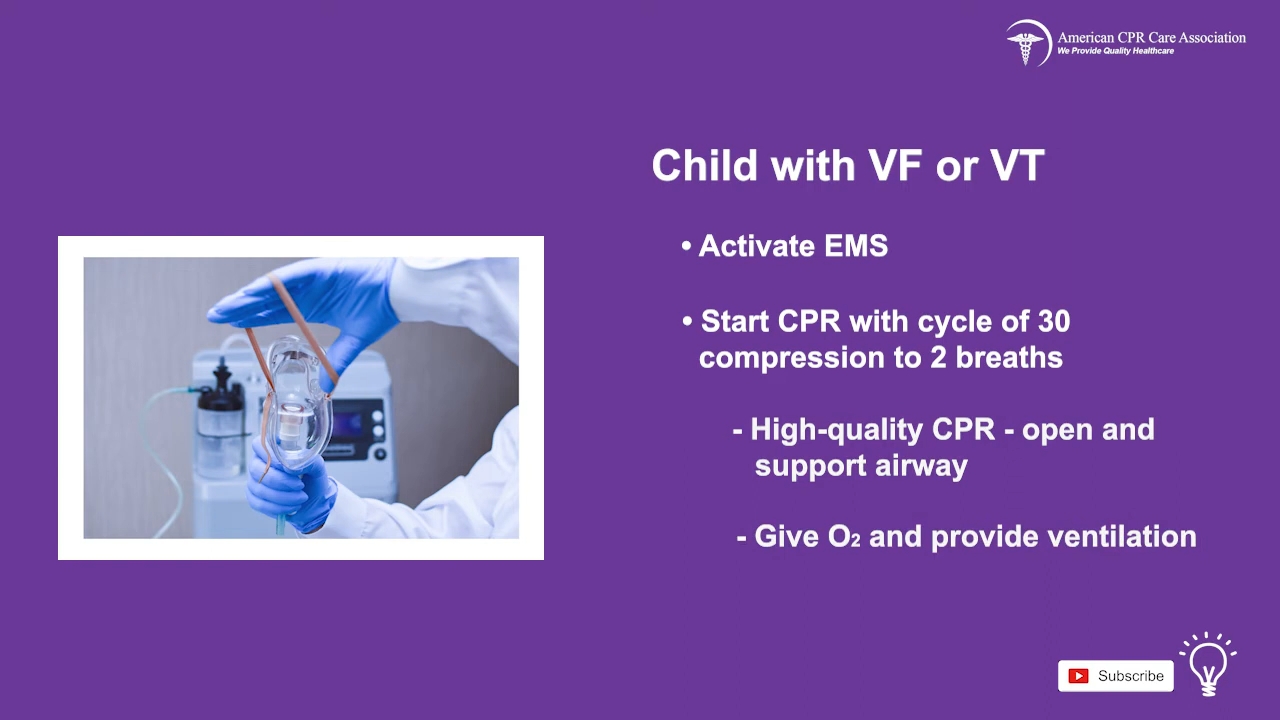 American CPR Care Association
We Provide Quality Healthcare
Child with VF or VT
• Activate EMS
• Start CPR with cycle of 30
compression to 2 breaths
- High-quality CPR - open and
support airway
- Give O₂ and provide ventilation
Subscribe